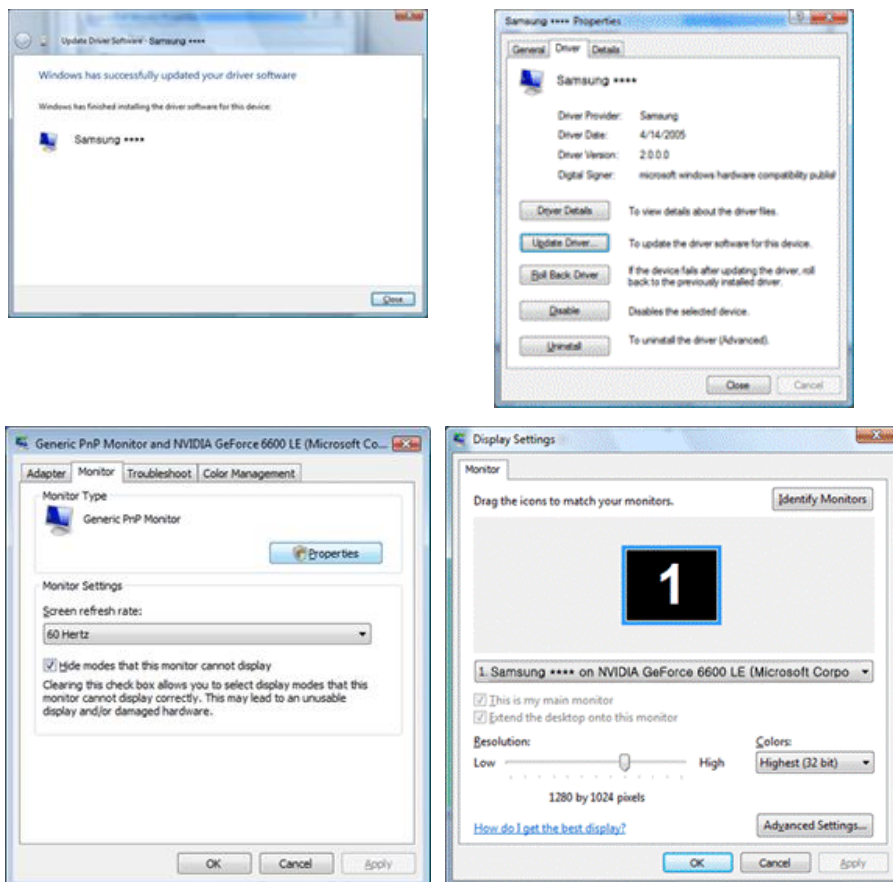 Update Driver Software - Samsung ****
Windows has successfully updated your driver software
Windows has finished installing the driver software for this device:
Samsung ****
Close
Samsung **** Properties
General Driver Details
Samsung ****
Driver Provider: Samsung
Driver Date: 4/14/2005
Driver Version: 2.0.0.0
Digital Signer: microsoft windows hardware compatibility publis
Driver Details To view details about the driver files.
Update Driver... To update the driver software for this device.
Roll Back Driver If the device fails after updating the driver, roll
back to the previously installed driver.
Disable Disables the selected device.
Uninstall To uninstall the driver (Advanced).
Close Cancel
Generic PnP Monitor and NVIDIA GeForce 6600 LE (Microsoft Co...
Adapter Monitor Troubleshoot Color Management
Monitor Type
Generic PnP Monitor
Properties
Monitor Settings
Screen refresh rate:
60 Hertz
Hide modes that this monitor cannot display
Clearing this check box allows you to select display modes that this
monitor cannot display correctly. This may lead to an unusable
display and/or damaged hardware.
OK Cancel Apply
Display Settings
Monitor
Drag the icons to match your monitors. Identify Monitors
1
1. Samsung **** on NVIDIA GeForce 6600 LE (Microsoft Corpo
This is my main monitor
Extend the desktop onto this monitor
Resolution: Colors:
Low High Highest (32 bit)
1280 by 1024 pixels
How do I get the best display? Advanced Settings...
OK Cancel Apply